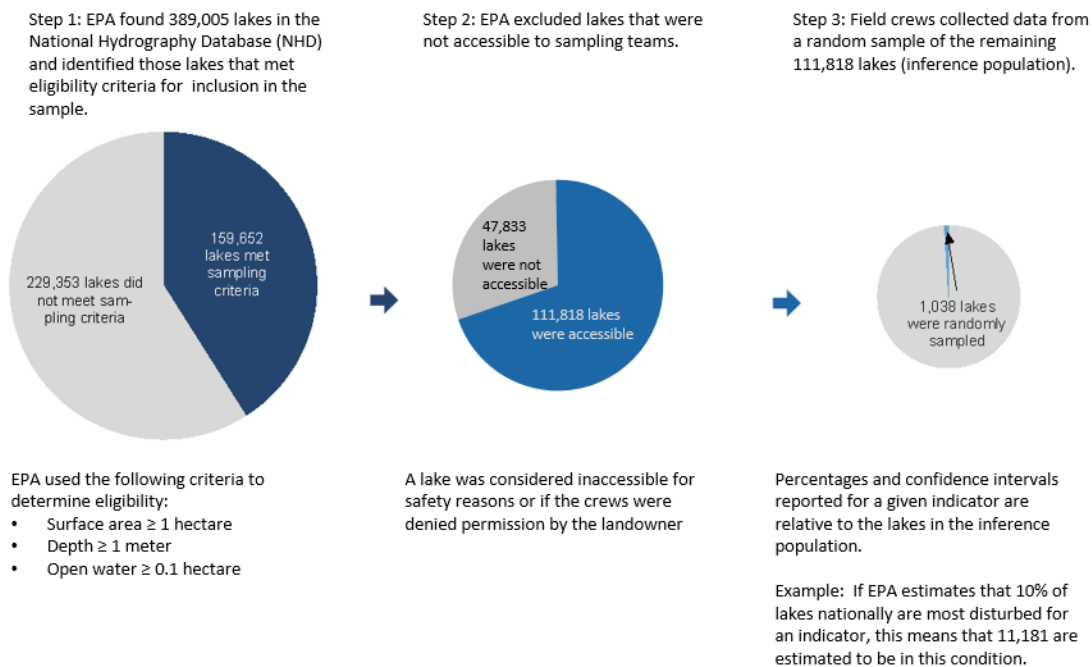 Step 1: EPA found 389,005 lakes in the
National Hydrography Database (NHD)
and identified those lakes that met
eligibility criteria for  inclusion in the
sample.
229,353 lakes did
not meet sam-
pling criteria
159,652
lakes met
sampling
criteria
EPA used the following criteria to
determine eligibility:
• Surface area ≥ 1 hectare
• Depth ≥ 1 meter
• Open water ≥ 0.1 hectare
Step 2: EPA excluded lakes that were
not accessible to sampling teams.
47,833
lakes
were not
accessible
111,818 lakes
were accessible
A lake was considered inaccessible for
safety reasons or if the crews were
denied permission by the landowner
Step 3: Field crews collected data from
a random sample of the remaining
111,818 lakes (inference population).
1,038 lakes
were randomly
sampled
Percentages and confidence intervals
reported for a given indicator are
relative to the lakes in the inference
population.
Example:  If EPA estimates that 10% of
lakes nationally are most disturbed for
an indicator, this means that 11,181 are
estimated to be in this condition.